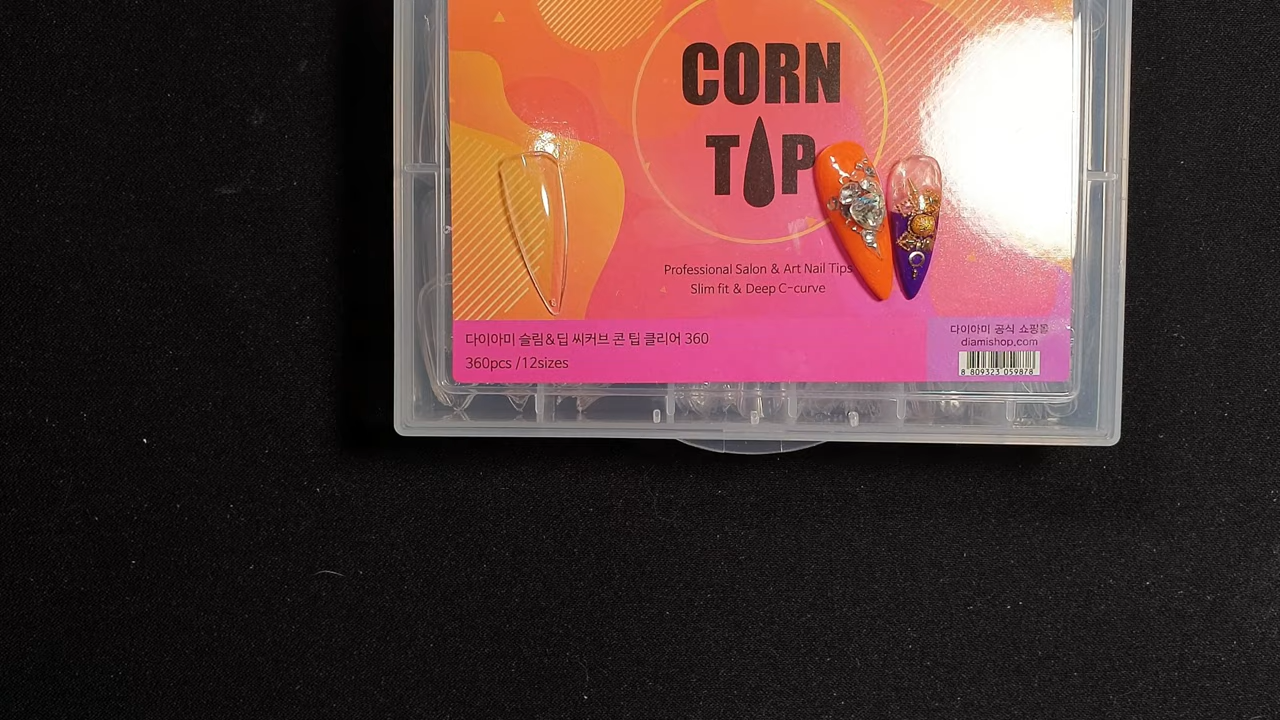 CORN
TIP
Professional Salon & Art Nail Tips
Slim fit & Deep C-curve
다이아미 슬림&딥 씨커브 콘 팁 클리어 360
360pcs /12sizes
다이아미 공식 쇼핑몰
diamishop.com
8 809323 059878